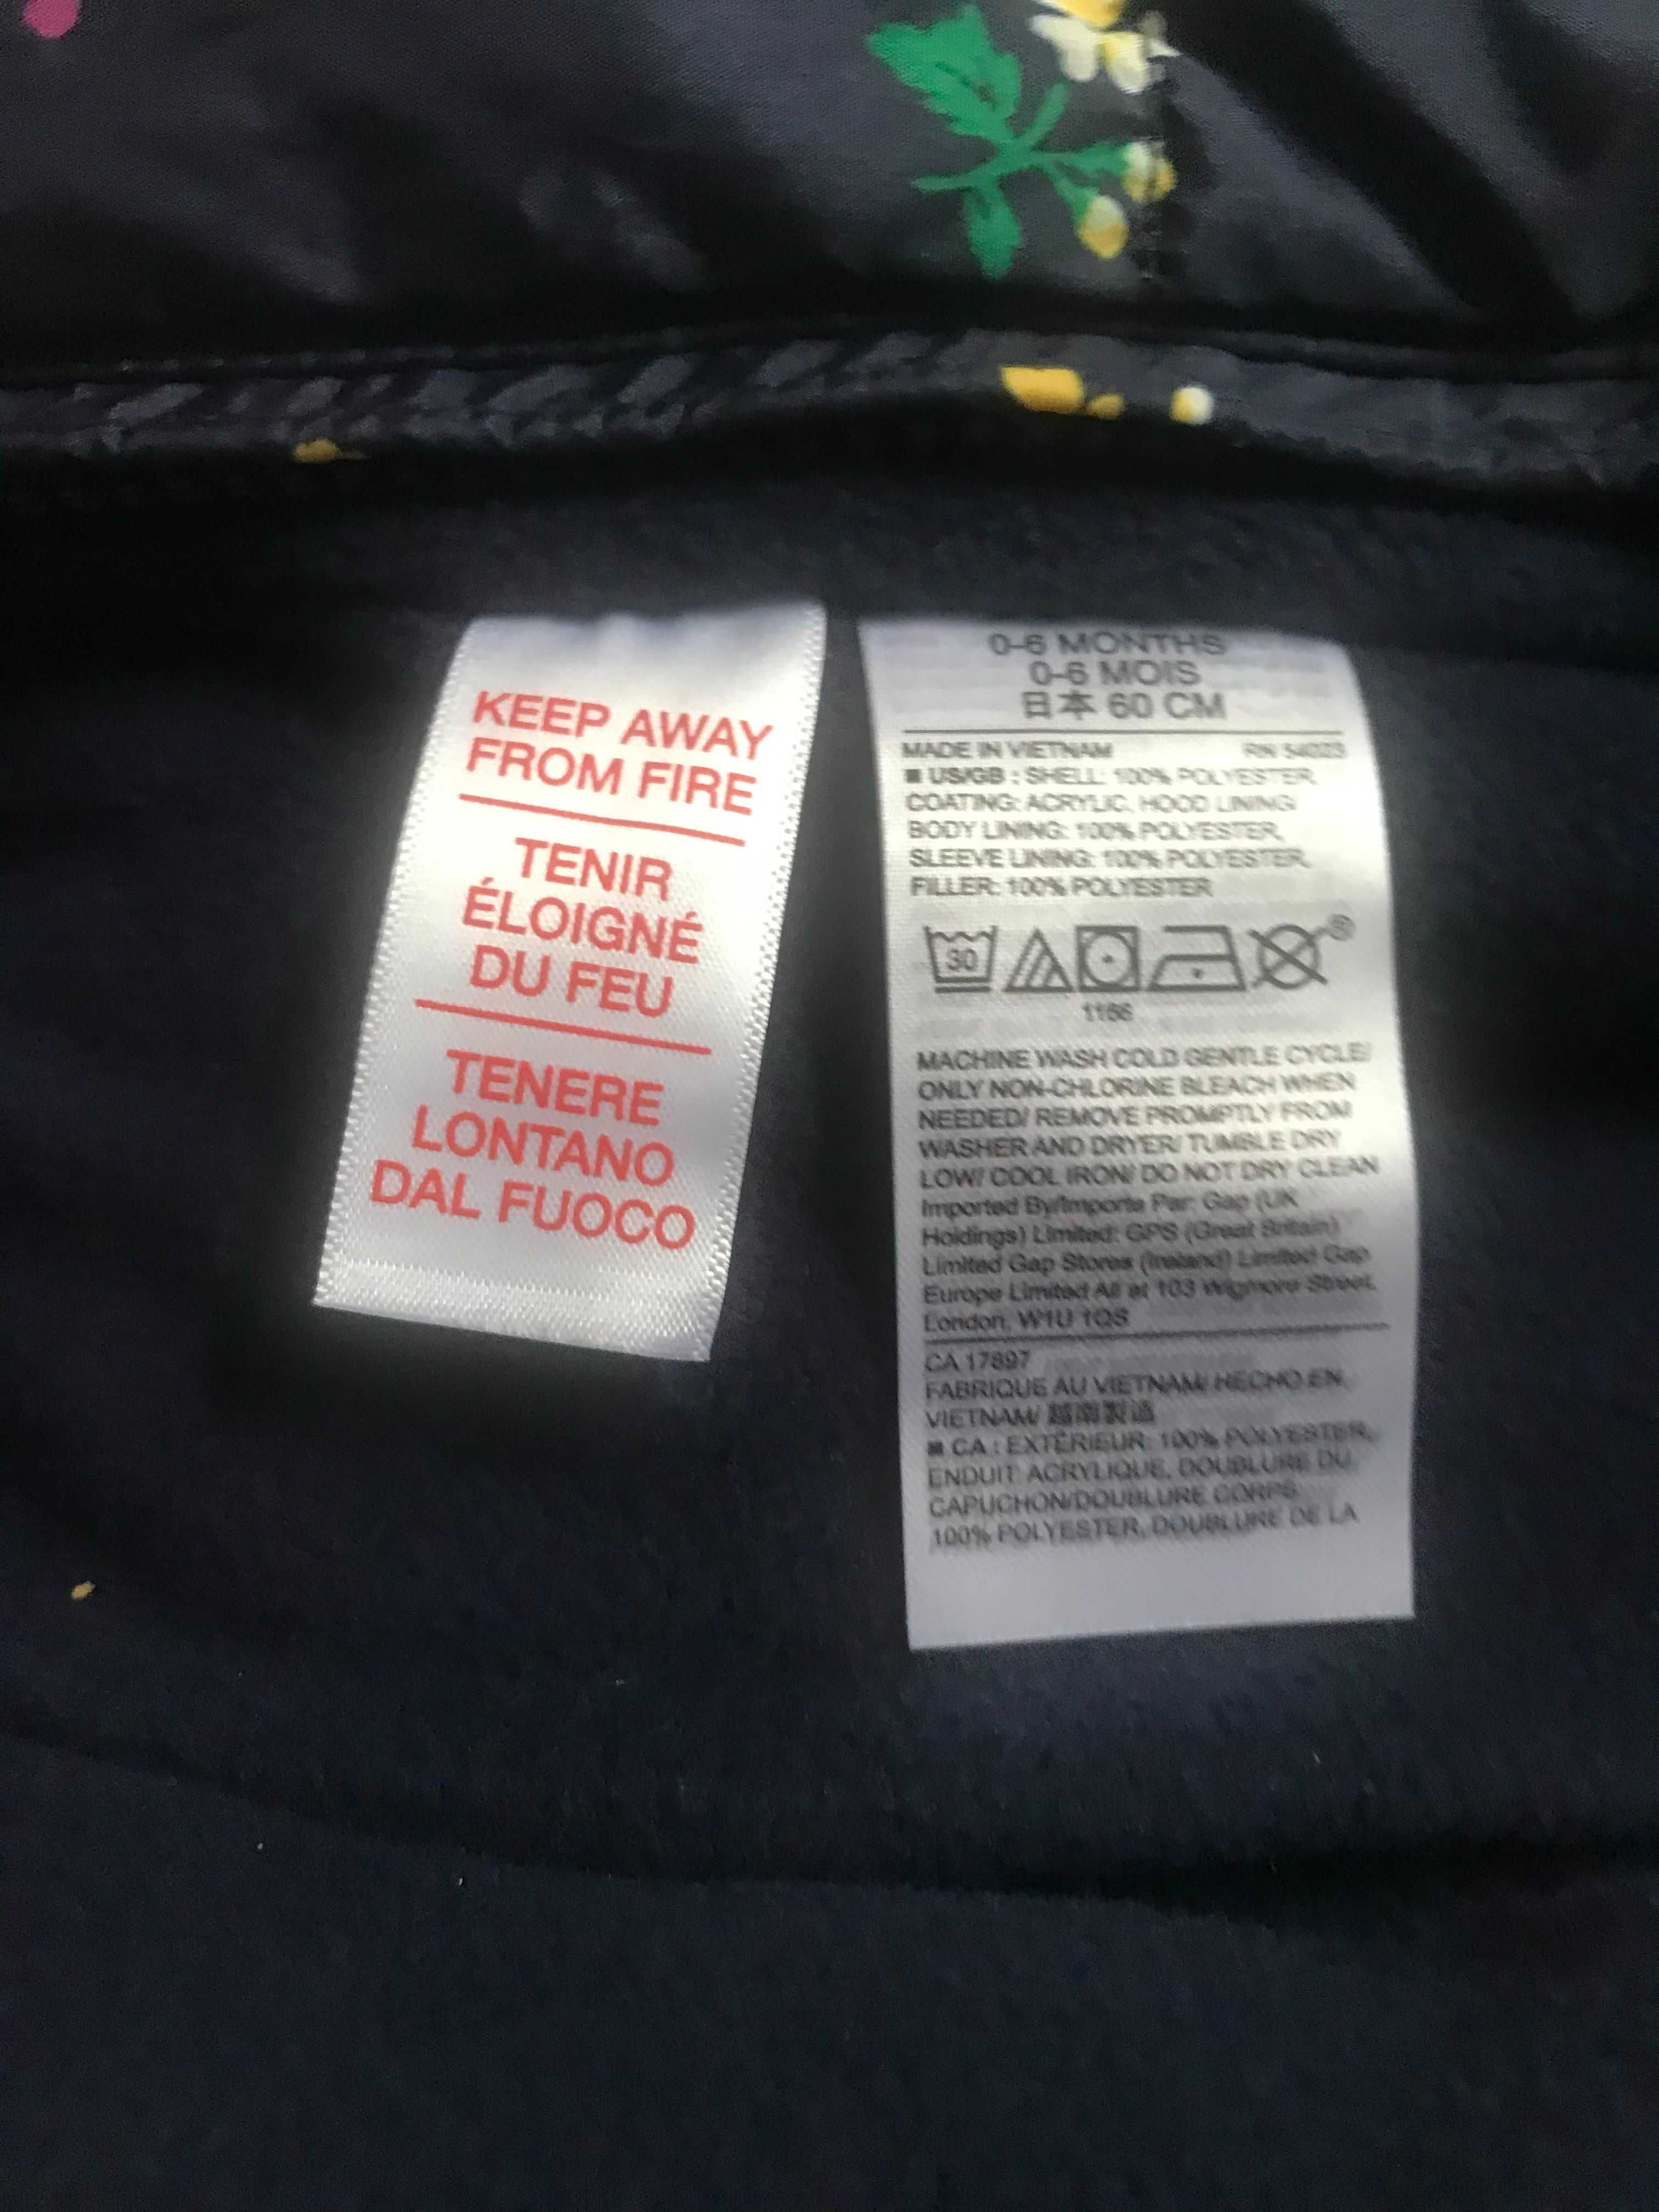 KEEP AWAY
FROM FIRE
TENIR
ÉLOIGNÉ
DU FEU
TENERE
LONTANO
DAL FUOCO
0-6 MONTHS
0-6 MOIS
日本 60 CM
MADE IN VIETNAM RN 54023
■ US/GB : SHELL: 100% POLYESTER,
COATING: ACRYLIC, HOOD LINING/
BODY LINING: 100% POLYESTER,
SLEEVE LINING: 100% POLYESTER,
FILLER: 100% POLYESTER
30
®
1166
MACHINE WASH COLD GENTLE CYCLE/
ONLY NON-CHLORINE BLEACH WHEN
NEEDED/ REMOVE PROMPTLY FROM
WASHER AND DRYER/ TUMBLE DRY
LOW/ COOL IRON/ DO NOT DRY CLEAN
Imported By/Importe Par: Gap (UK
Holdings) Limited: GPS (Great Britain)
Limited Gap Stores (Ireland) Limited Gap
Europe Limited All at 103 Wigmore Street,
London, W1U 1QS
CA 17897
FABRIQUE AU VIETNAM/ HECHO EN
VIETNAM/ 越南製造
■ CA : EXTÉRIEUR: 100% POLYESTER,
ENDUIT: ACRYLIQUE, DOUBLURE DU
CAPUCHON/DOUBLURE CORPS:
100% POLYESTER, DOUBLURE DE LA